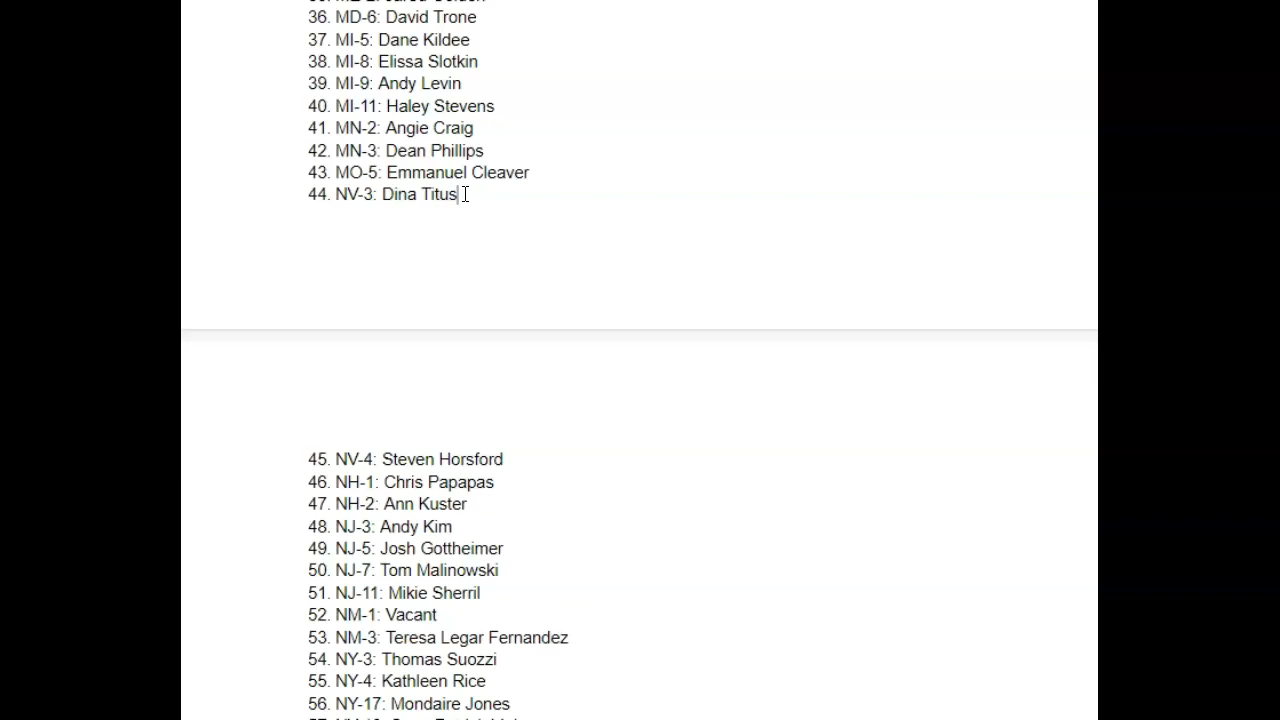 36. MD-6: David Trone
37. MI-5: Dane Kildee
38. MI-8: Elissa Slotkin
39. MI-9: Andy Levin
40. MI-11: Haley Stevens
41. MN-2: Angie Craig
42. MN-3: Dean Phillips
43. MO-5: Emmanuel Cleaver
44. NV-3: Dina Titus
45. NV-4: Steven Horsford
46. NH-1: Chris Papapas
47. NH-2: Ann Kuster
48. NJ-3: Andy Kim
49. NJ-5: Josh Gottheimer
50. NJ-7: Tom Malinowski
51. NJ-11: Mikie Sherril
52. NM-1: Vacant
53. NM-3: Teresa Legar Fernandez
54. NY-3: Thomas Suozzi
55. NY-4: Kathleen Rice
56. NY-17: Mondaire Jones